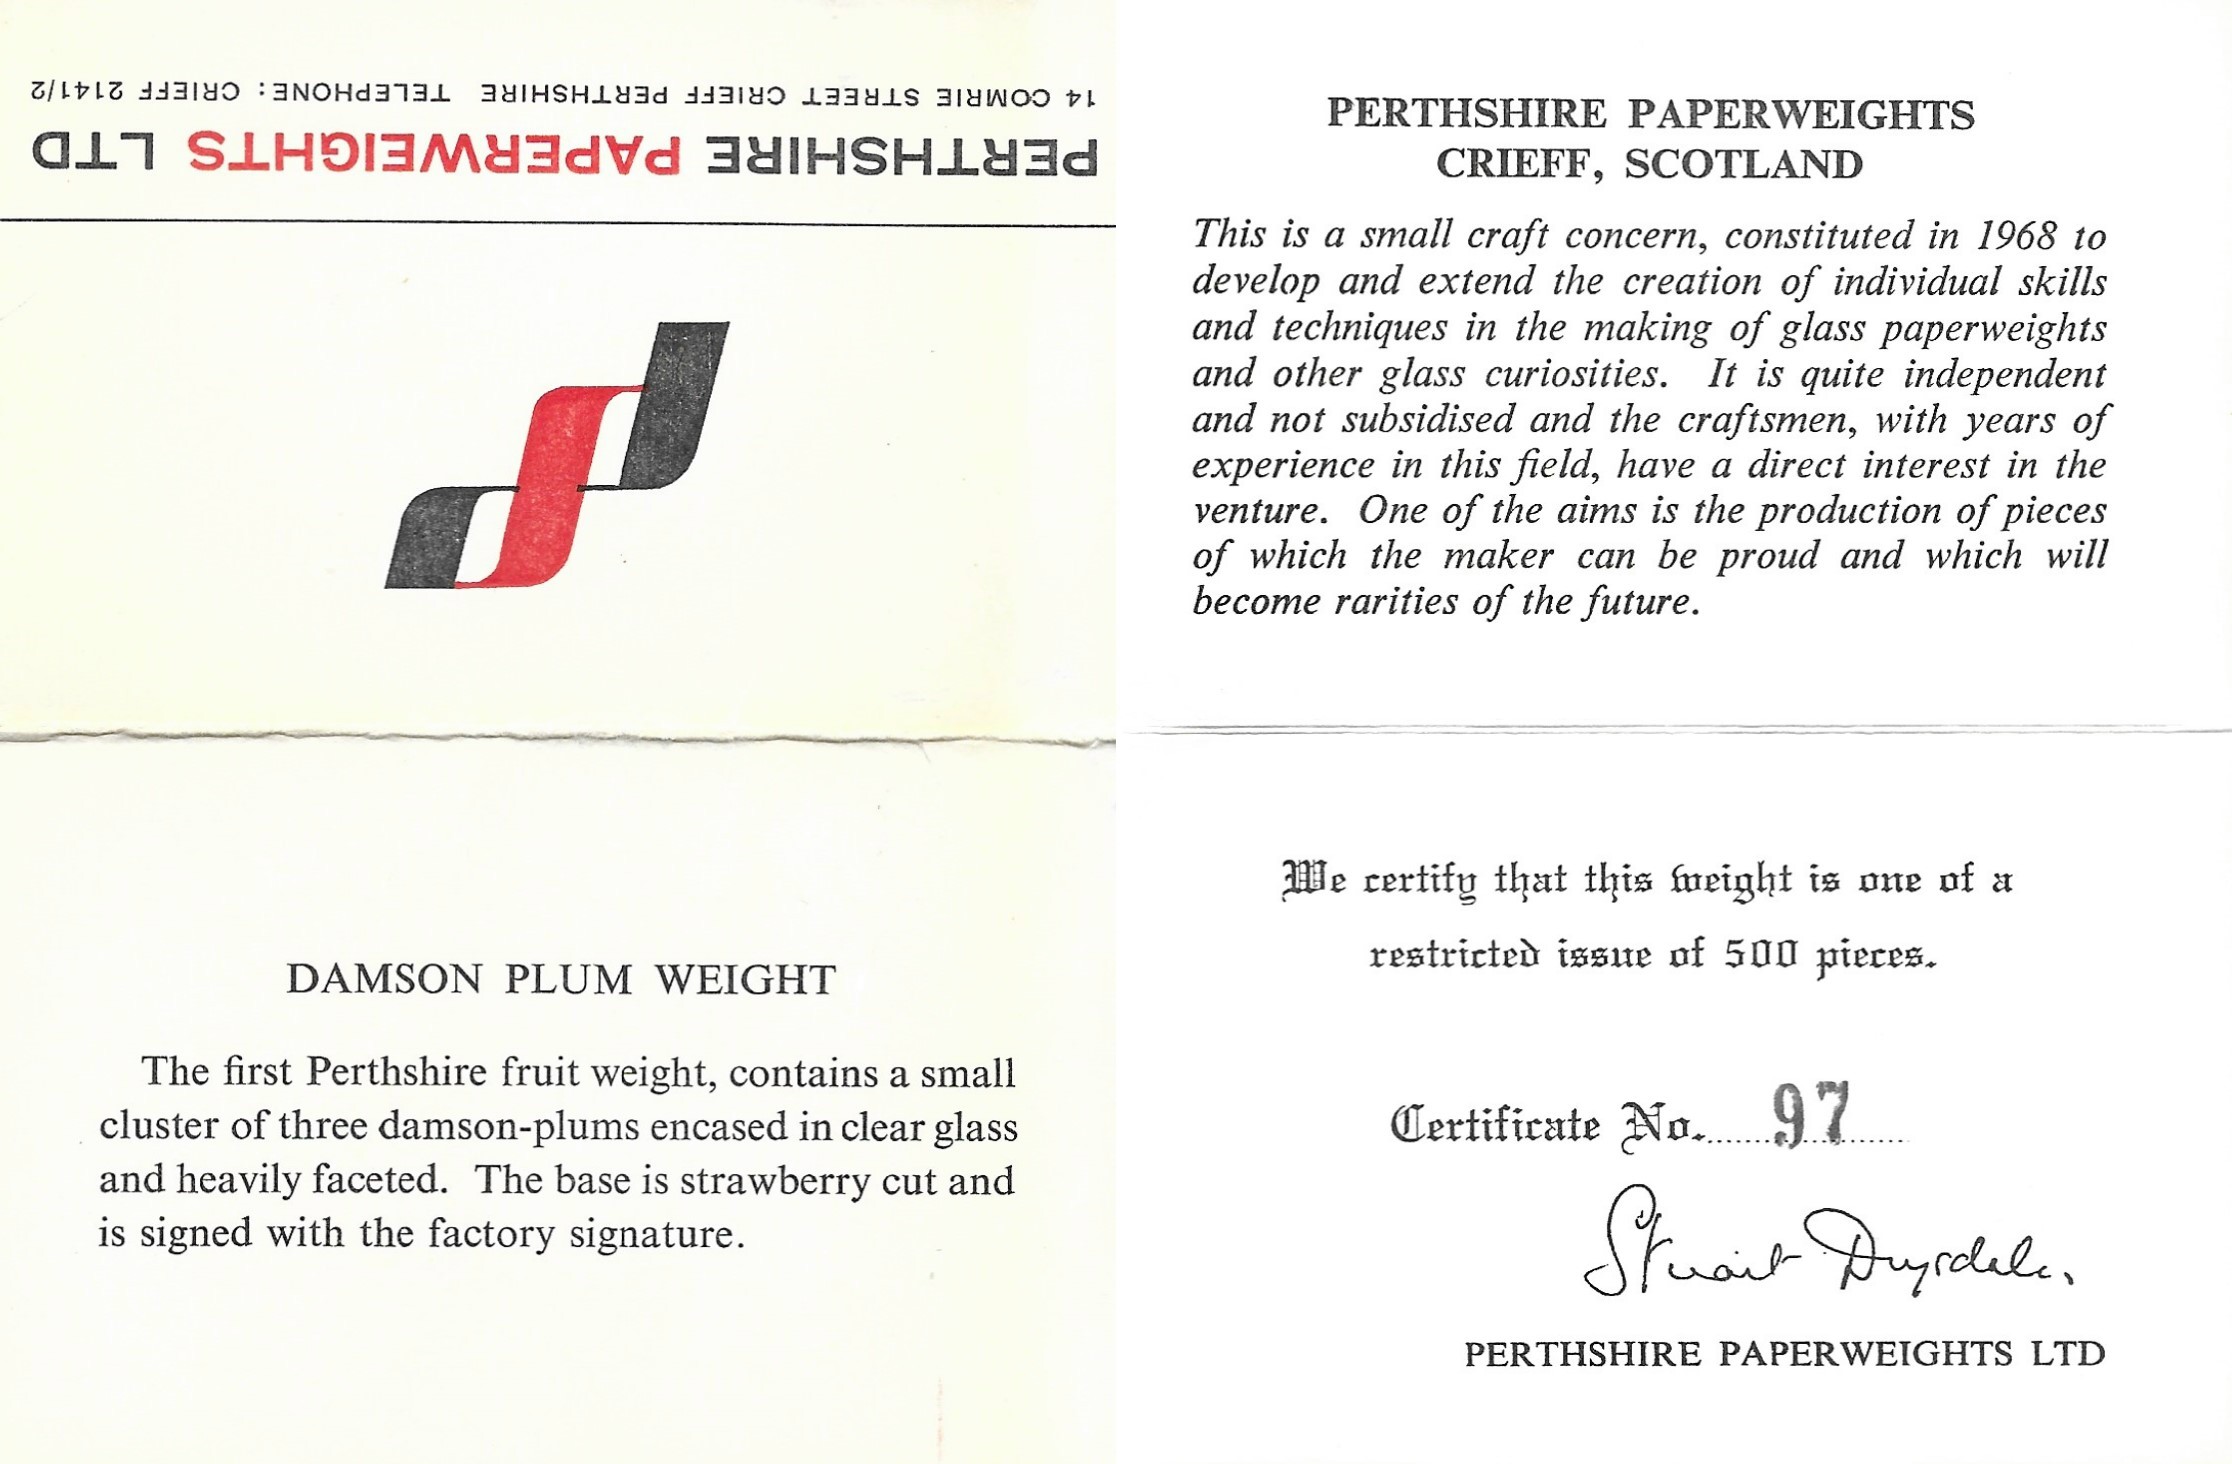 PERTHSHIRE PAPERWEIGHTS LTD
14 COMRIE STREET CRIEFF PERTHSHIRE TELEPHONE: CRIEFF 2141/2
DAMSON PLUM WEIGHT
The first Perthshire fruit weight, contains a small
cluster of three damson-plums encased in clear glass
and heavily faceted. The base is strawberry cut and
is signed with the factory signature.
PERTHSHIRE PAPERWEIGHTS
CRIEFF, SCOTLAND
This is a small craft concern, constituted in 1968 to
develop and extend the creation of individual skills
and techniques in the making of glass paperweights
and other glass curiosities. It is quite independent
and not subsidised and the craftsmen, with years of
experience in this field, have a direct interest in the
venture. One of the aims is the production of pieces
of which the maker can be proud and which will
become rarities of the future.
We certify that this weight is one of a
restricted issue of 500 pieces.
Certificate No. 97
Stuart Drysdale.
PERTHSHIRE PAPERWEIGHTS LTD